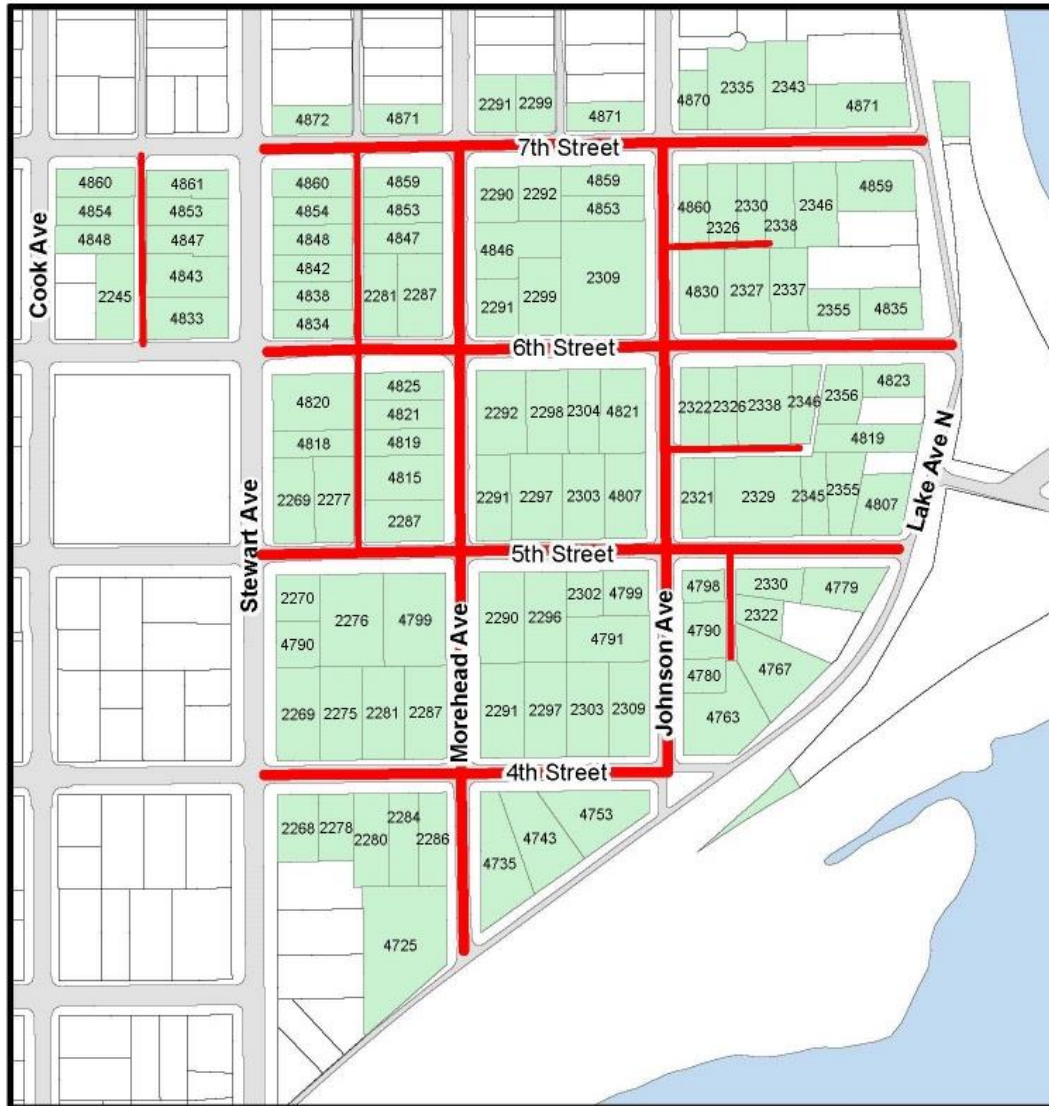 2291 2299
4872 4871 4871
4870 2335 2343 4871
7th Street
4860 4861
4854 4853
4848 4847
2245 4843
4833
Cook Ave
4860 4859
4854 4853
4848 4847
4842
4838 2281 2287
4834
2290 2292 4859
4853
4846
2291 2299 2309
4860 2326 2330 2338 2346 4859
4830 2327 2337 2355 4835
6th Street
4820 4825
4821
4818 4819
2269 2277 4815
2287
2292 2298 2304 4821
2291 2297 2303 4807
2322 2326 2338 2346 2356 4823
4819
2321 2329 2345 2355 4807
Lake Ave N
Stewart Ave
5th Street
2270 2276 4799
4790
2269 2275 2281 2287
Morehead Ave
2290 2296 2302 4799
4791
2291 2297 2303 2309
Johnson Ave
4798 2330 4779
4790 2322
4780 4767
4763
4th Street
2268 2278 2280 2284 2286
4725
4735 4743 4753